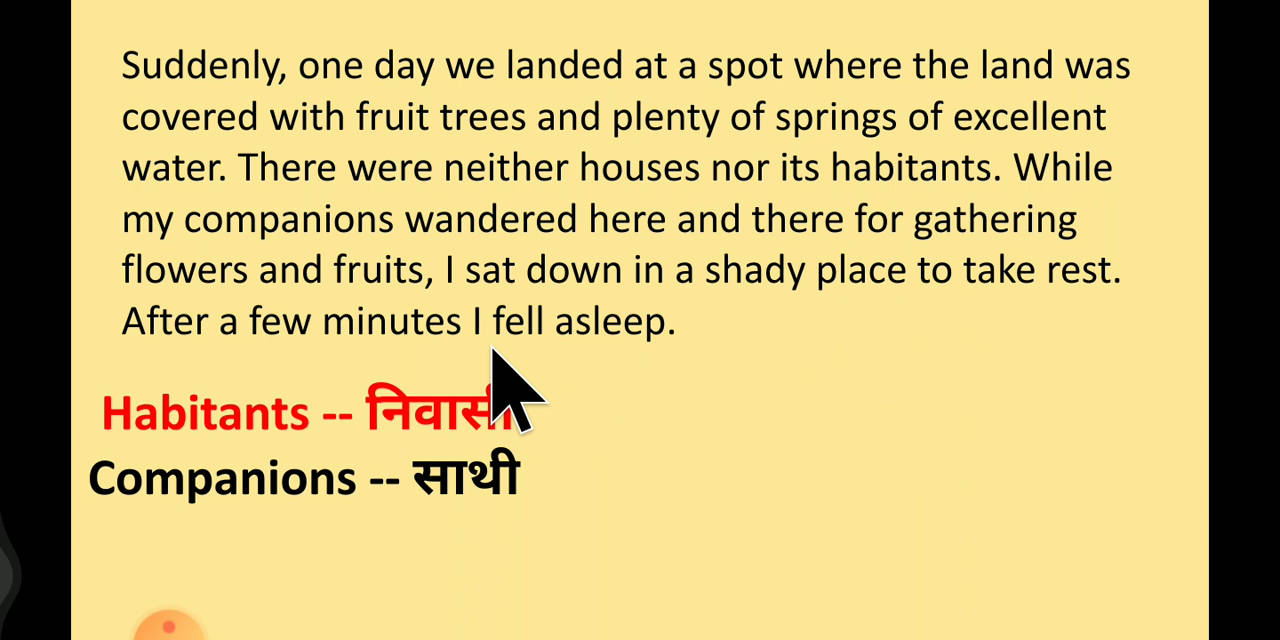 Suddenly, one day we landed at a spot where the land was
covered with fruit trees and plenty of springs of excellent
water. There were neither houses nor its habitants. While
my companions wandered here and there for gathering
flowers and fruits, I sat down in a shady place to take rest.
After a few minutes I fell asleep.
Habitants -- निवासी
Companions -- साथी